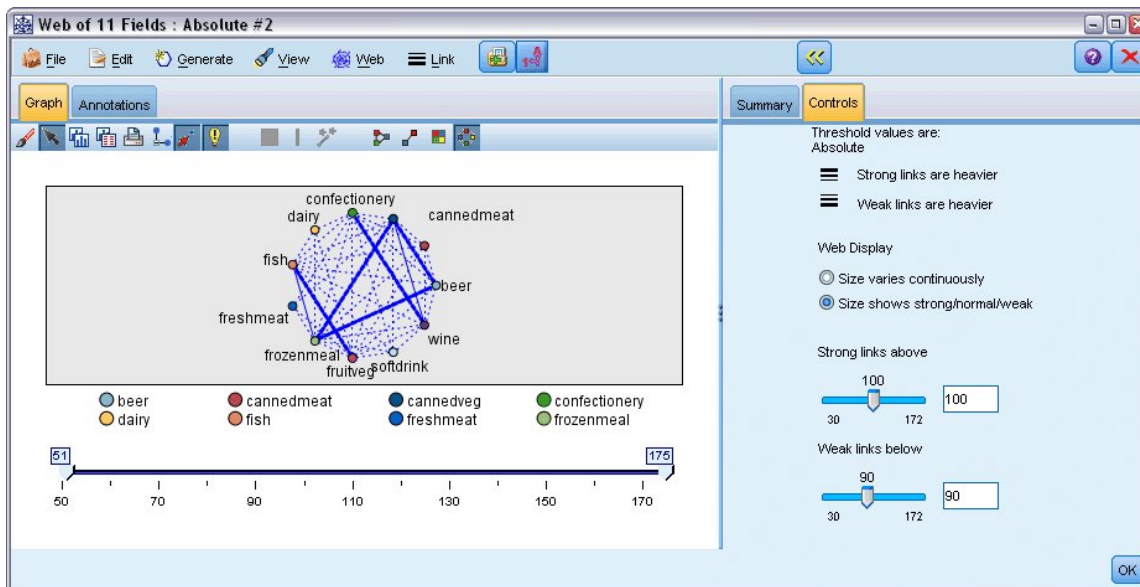 Web of 11 Fields : Absolute #2
File Edit Generate View Web Link
Graph Annotations
confectionery
dairy
cannedmeat
fish
beer
freshmeat
wine
frozenmeal
softdrink
fruitveg
beer cannedmeat cannedveg confectionery
dairy fish freshmeat frozenmeal
51 175
50 70 90 110 130 150 170
Summary Controls
Threshold values are:
Absolute
Strong links are heavier
Weak links are heavier
Web Display
Size varies continuously
Size shows strong/normal/weak
Strong links above
100
100
30 172
Weak links below
90
90
30 172
OK